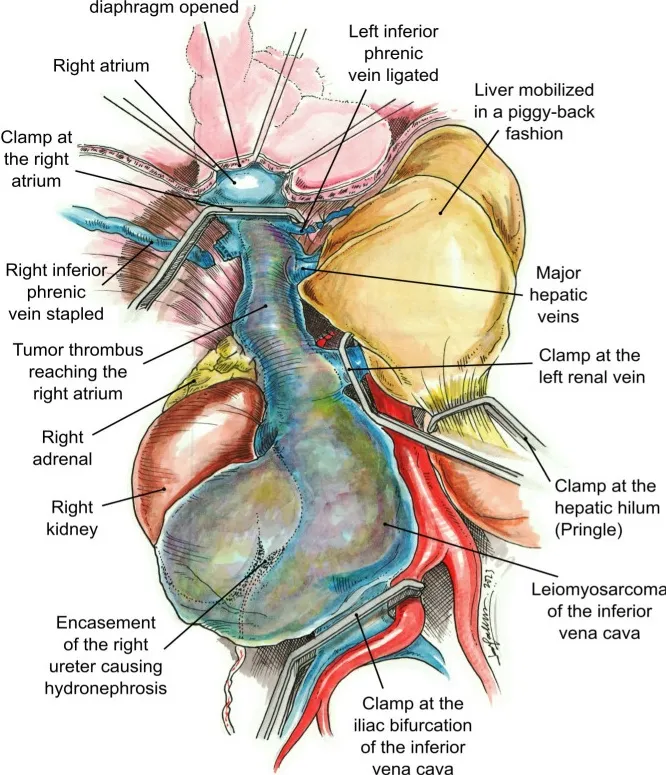 diaphragm opened
Left inferior
phrenic
vein ligated
Right atrium
Liver mobilized
in a piggy-back
fashion
Clamp at
the right
atrium
Right inferior
phrenic
vein stapled
Major
hepatic
veins
Tumor thrombus
reaching the
right atrium
Clamp at the
left renal vein
Right
adrenal
Right
kidney
Clamp at the
hepatic hilum
(Pringle)
Leiomyosarcoma
of the inferior
vena cava
Encasement
of the right
ureter causing
hydronephrosis
Clamp at the
iliac bifurcation
of the inferior
vena cava
2023